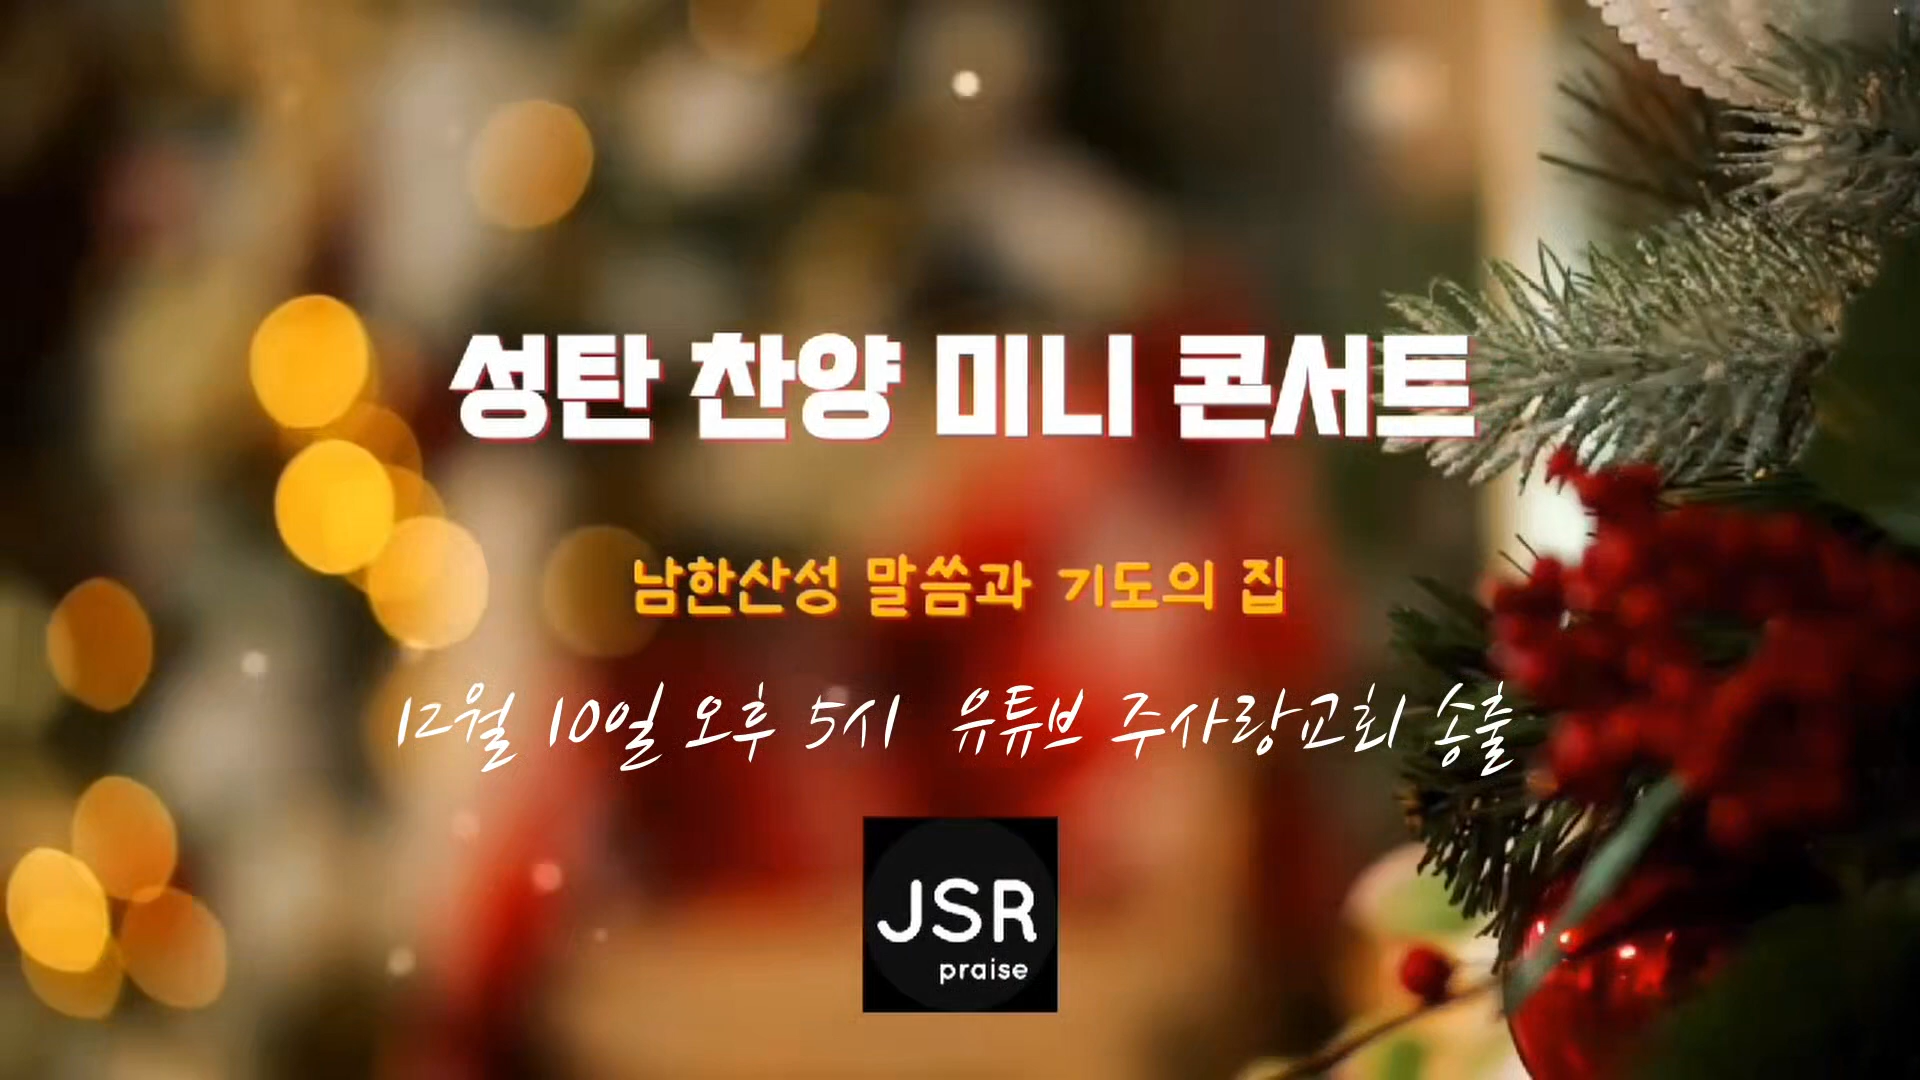 성탄 찬양 미니 콘서트
남한산성 말씀과 기도의 집
12월 10일 오후 5시 유튜브 주사랑교회 송출
JSR
praise